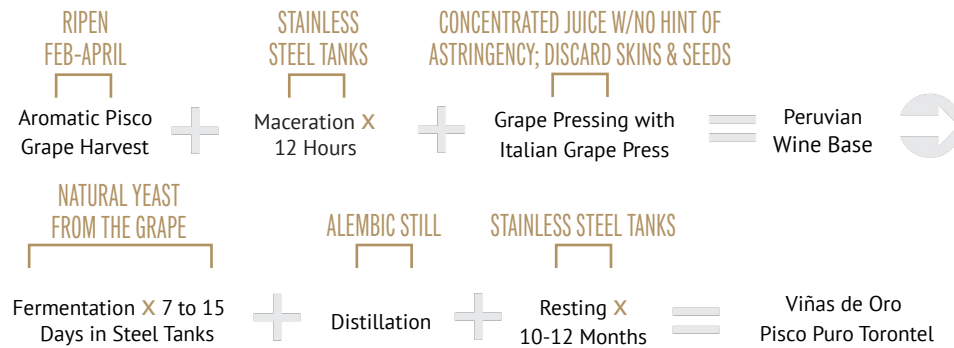 RIPEN
FEB-APRIL
STAINLESS
STEEL TANKS
CONCENTRATED JUICE W/NO HINT OF
ASTRINGENCY; DISCARD SKINS & SEEDS
Aromatic Pisco
Grape Harvest
Maceration X
12 Hours
Grape Pressing with
Italian Grape Press
Peruvian
Wine Base
NATURAL YEAST
FROM THE GRAPE
ALEMBIC STILL
STAINLESS STEEL TANKS
Fermentation X 7 to 15
Days in Steel Tanks
Distillation
Resting X
10-12 Months
Viñas de Oro
Pisco Puro Torontel